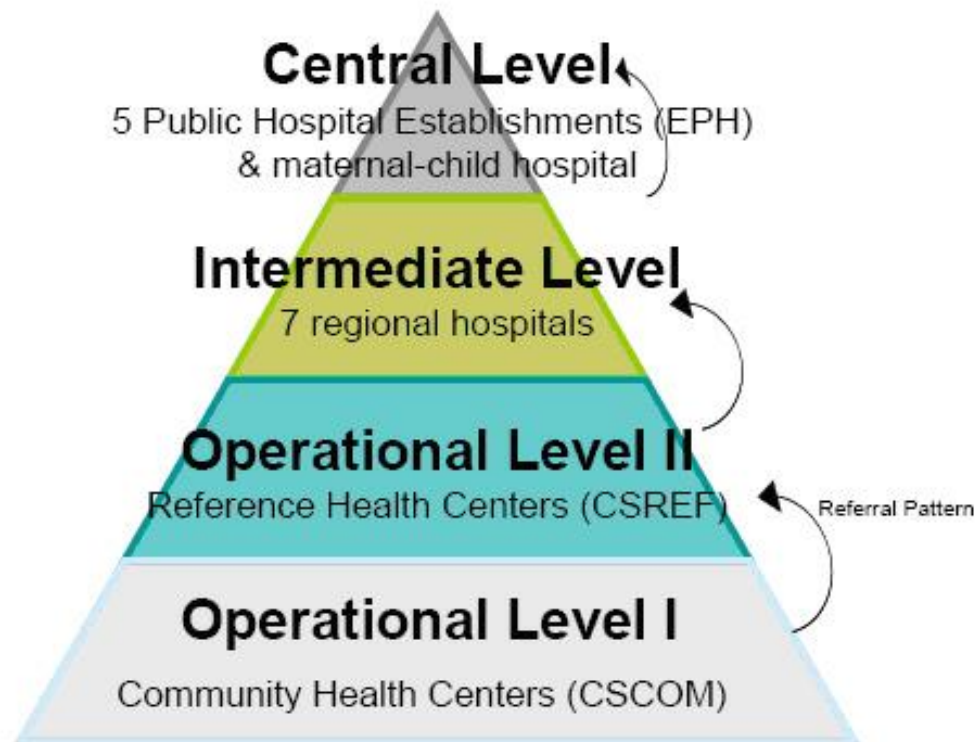 Central Level
5 Public Hospital Establishments (EPH)
& maternal-child hospital
Intermediate Level
7 regional hospitals
Operational Level II
Reference Health Centers (CSREF)
Referral Pattern
Operational Level I
Community Health Centers (CSCOM)